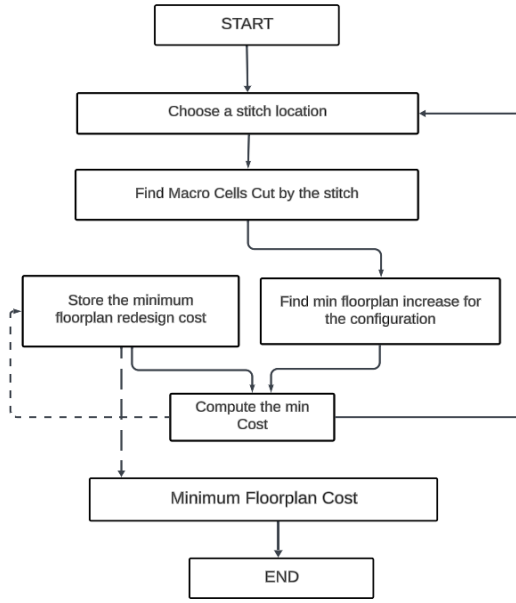 START
Choose a stitch location
Find Macro Cells Cut by the stitch
Store the minimum
floorplan redesign cost
Find min floorplan increase for
the configuration
Compute the min
Cost
Minimum Floorplan Cost
END